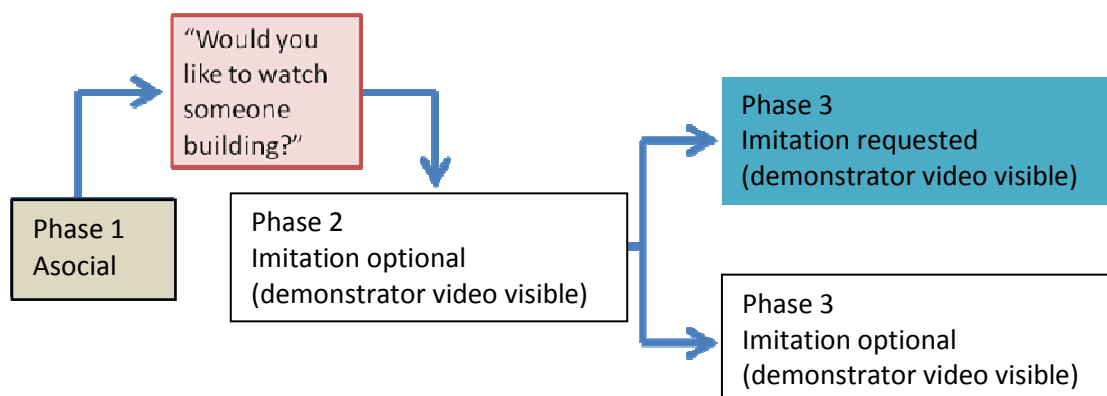 “Would you
like to watch
someone
building?”
Phase 1
Asocial
Phase 2
Imitation optional
(demonstrator video visible)
Phase 3
Imitation requested
(demonstrator video visible)
Phase 3
Imitation optional
(demonstrator video visible)